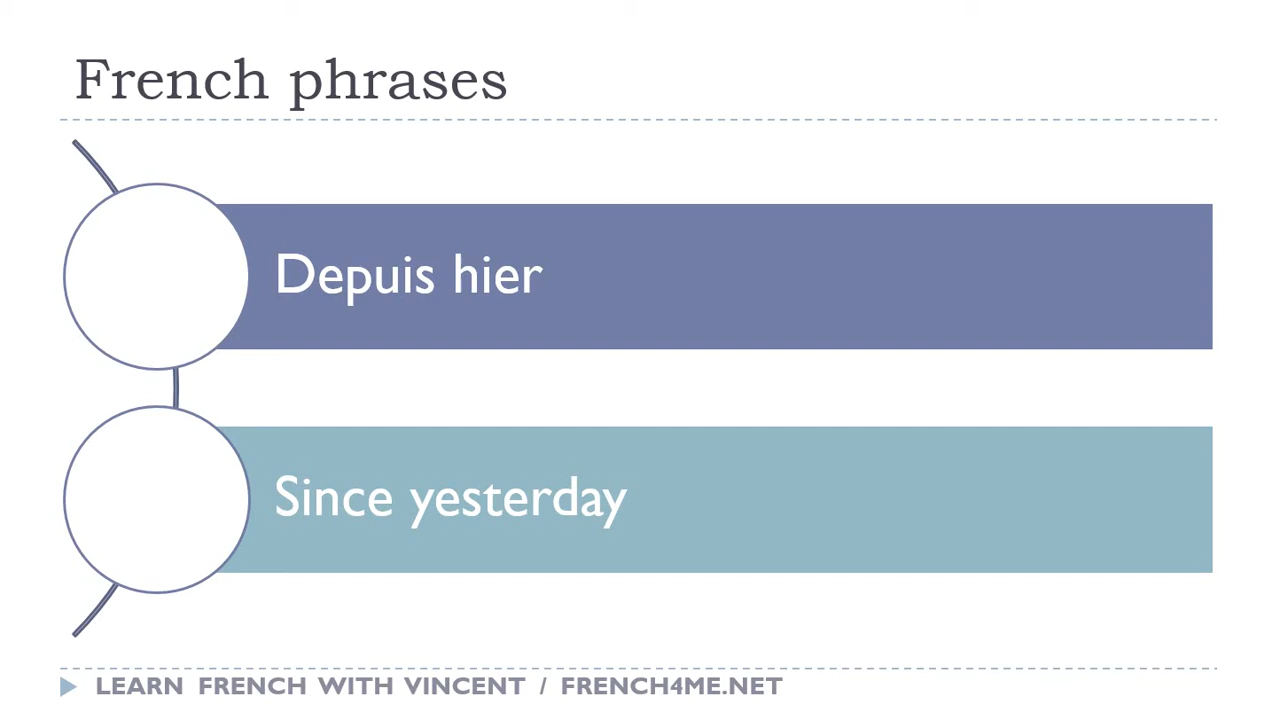 French phrases
Depuis hier
Since yesterday
LEARN FRENCH WITH VINCENT / FRENCH4ME.NET